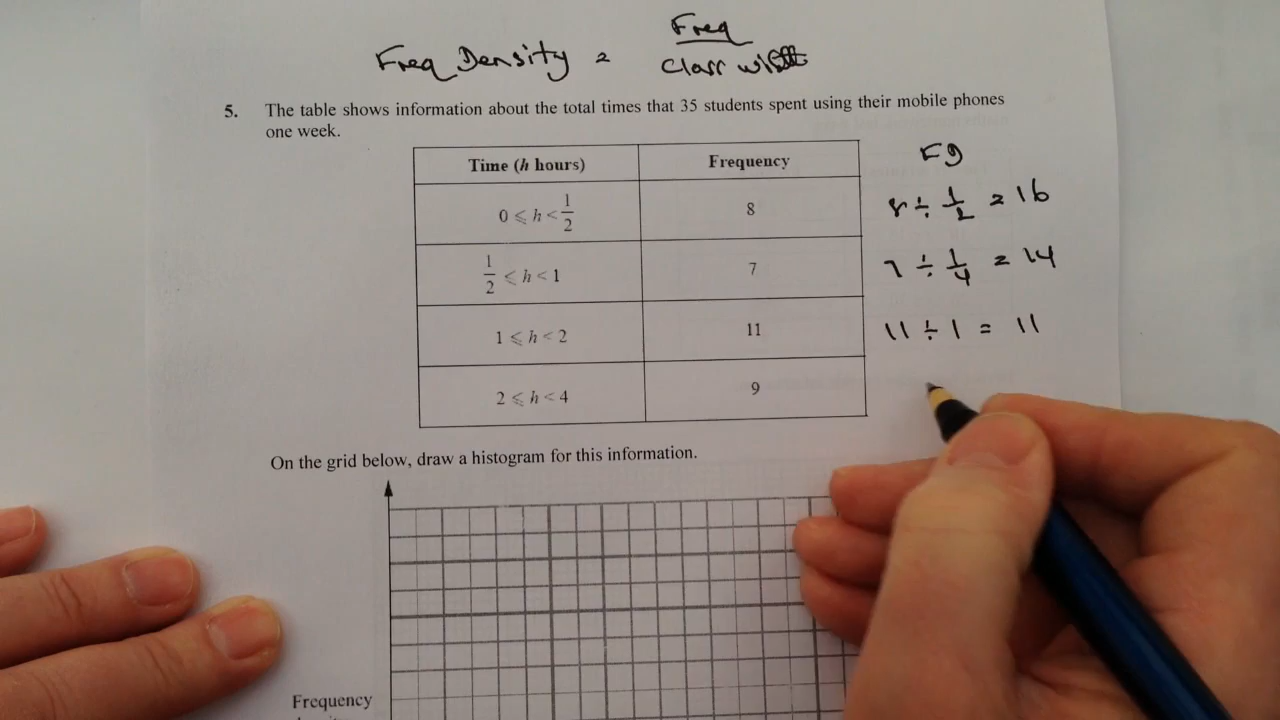 Freq
Freq Density =
Class width
5. The table shows information about the total times that 35 students spent using their mobile phones
one week.
Time (h hours) Frequency
FD
0 ⩽ h < 1/2 8 8 ÷ 1/2 = 16
1/2 ⩽ h < 1 7 7 ÷ 1/4 = 14
1 ⩽ h < 2 11 11 ÷ 1 = 11
2 ⩽ h < 4 9
On the grid below, draw a histogram for this information.
Frequency